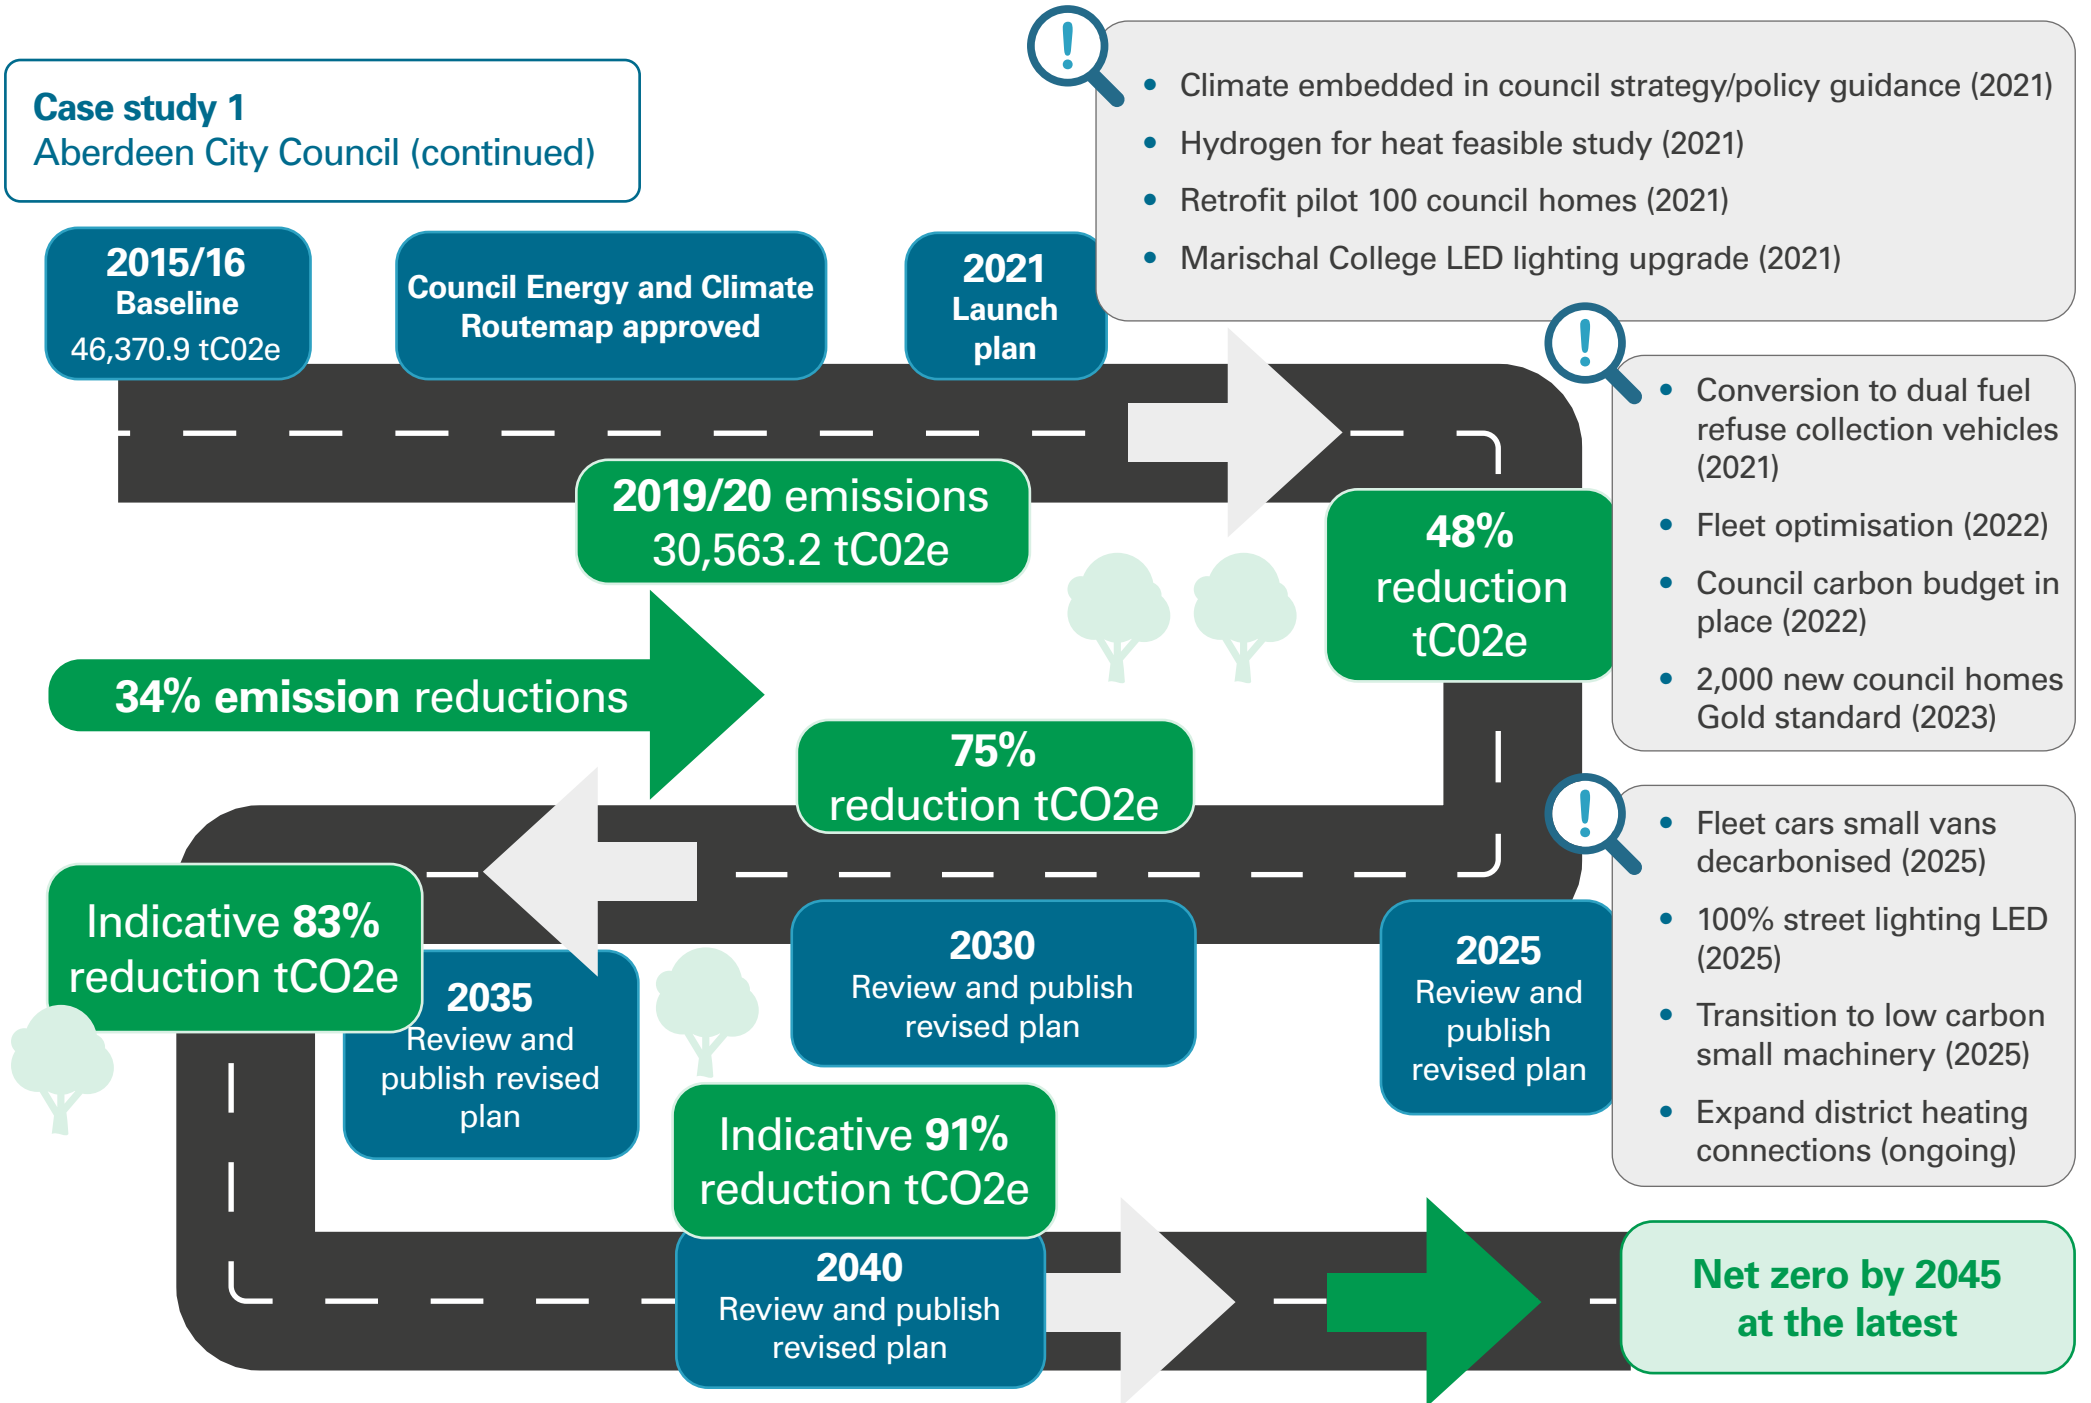 Case study 1
Aberdeen City Council (continued)
• Climate embedded in council strategy/policy guidance (2021)
• Hydrogen for heat feasible study (2021)
• Retrofit pilot 100 council homes (2021)
• Marischal College LED lighting upgrade (2021)
2015/16
Baseline
46,370.9 tC02e
Council Energy and Climate
Routemap approved
2021
Launch
plan
• Conversion to dual fuel
refuse collection vehicles
(2021)
• Fleet optimisation (2022)
• Council carbon budget in
place (2022)
• 2,000 new council homes
Gold standard (2023)
2019/20 emissions
30,563.2 tC02e
48%
reduction
tC02e
34% emission reductions
75%
reduction tCO2e
• Fleet cars small vans
decarbonised (2025)
• 100% street lighting LED
(2025)
• Transition to low carbon
small machinery (2025)
• Expand district heating
connections (ongoing)
2025
Review and
publish
revised plan
2030
Review and publish
revised plan
Indicative 83%
reduction tCO2e
2035
Review and
publish revised
plan
Indicative 91%
reduction tCO2e
2040
Review and publish
revised plan
Net zero by 2045
at the latest